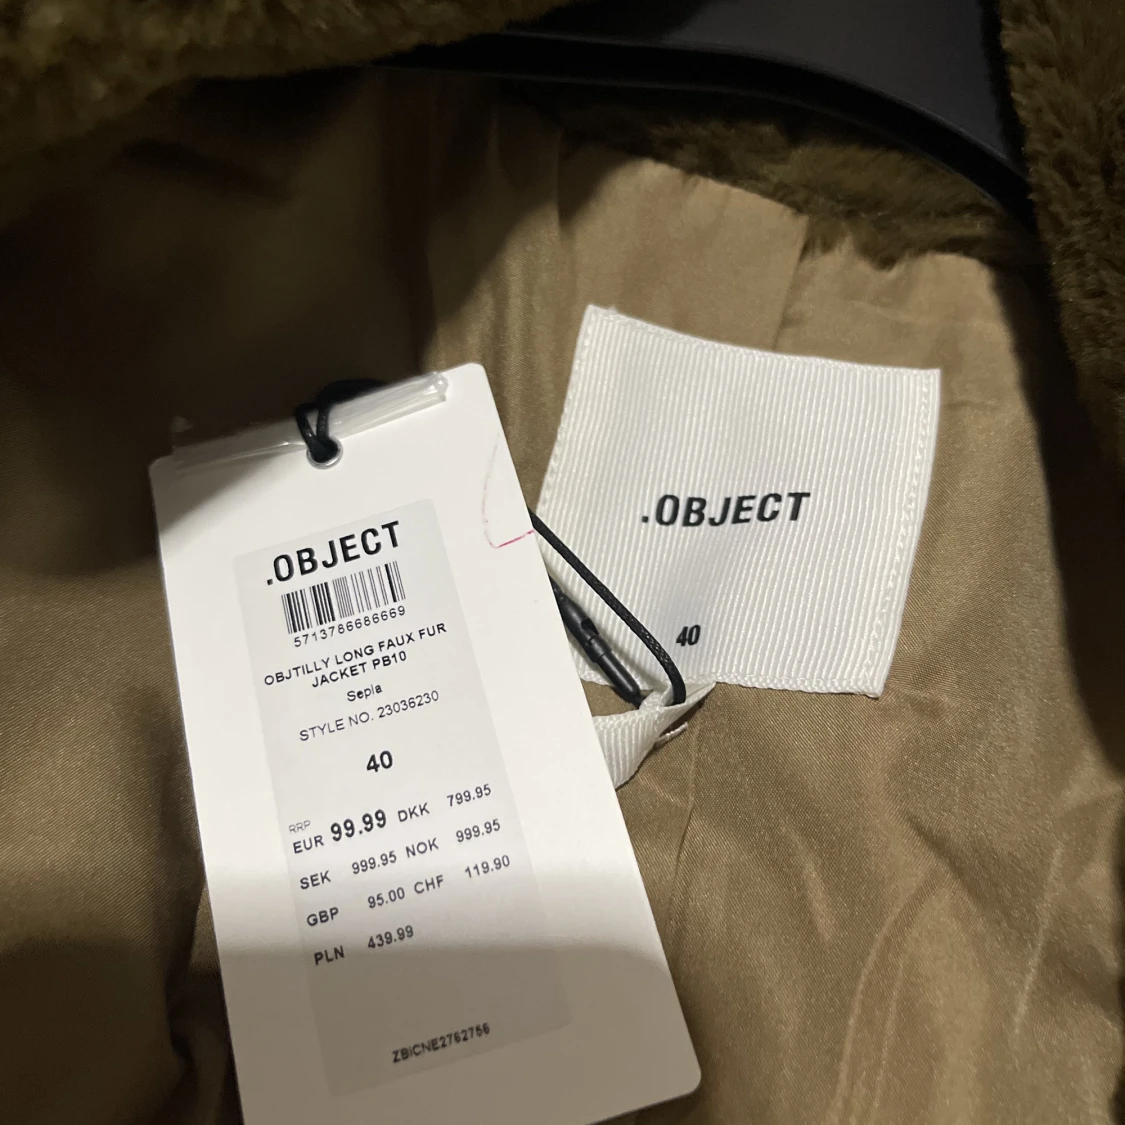 .OBJECT
5713786686669
OBJTILLY LONG FAUX FUR
JACKET PB10
Sepia
STYLE NO. 23036230
40
RRP
EUR 99.99 DKK 799.95
SEK 999.95 NOK 999.95
GBP 95.00 CHF 119.90
PLN 439.99
ZBICNE2762756
.OBJECT
40